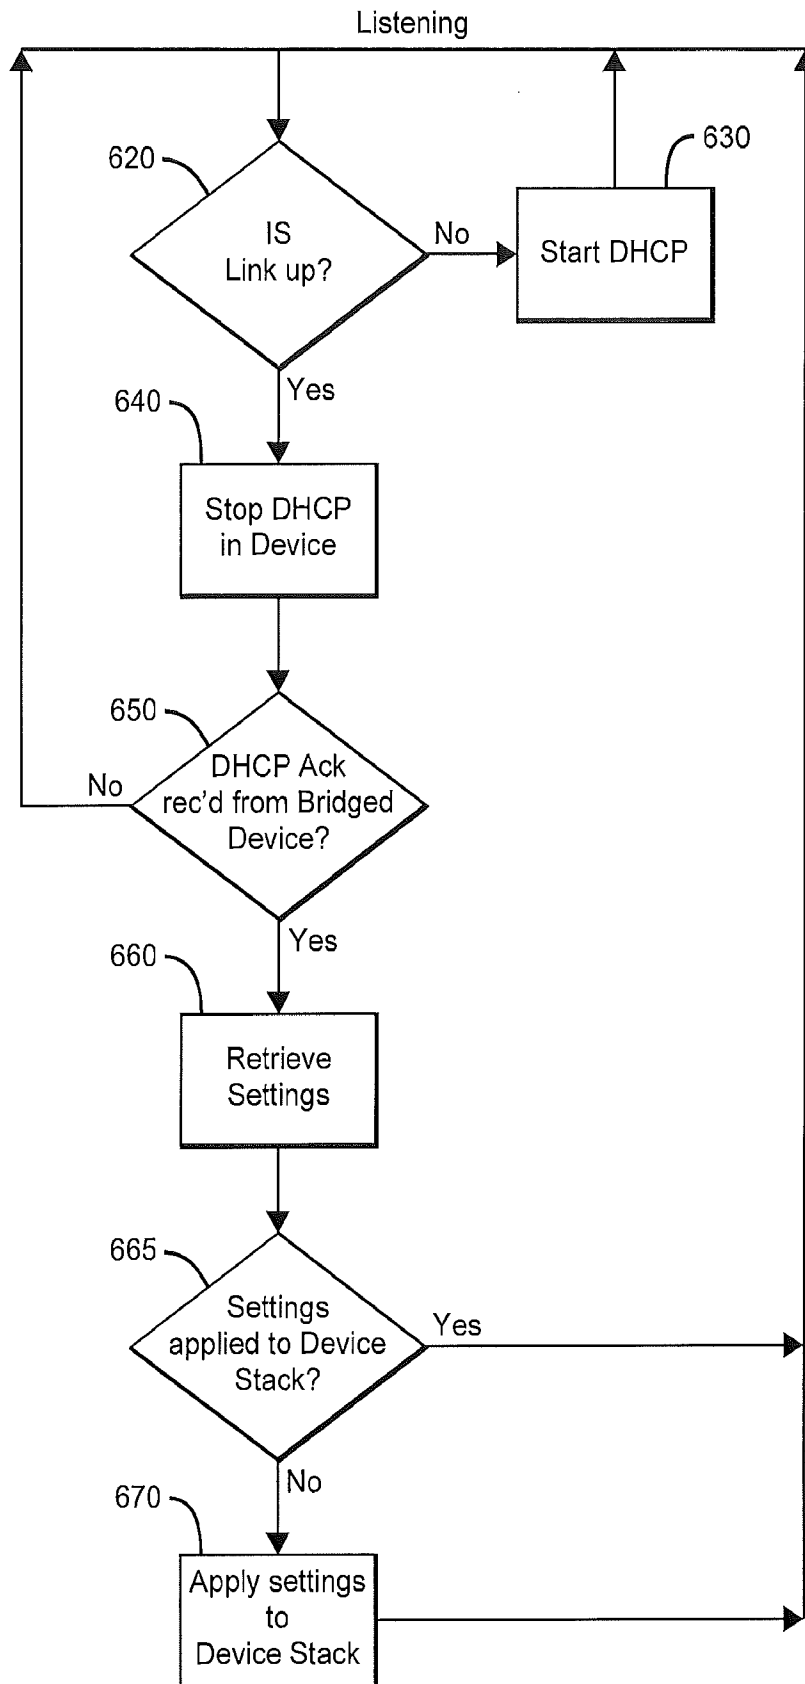 Listening
620
630
IS
Link up?
No
Start DHCP
Yes
640
Stop DHCP
in Device
650
No
DHCP Ack
rec'd from Bridged
Device?
Yes
660
Retrieve
Settings
665
Settings
applied to Device
Stack?
Yes
No
670
Apply settings
to
Device Stack